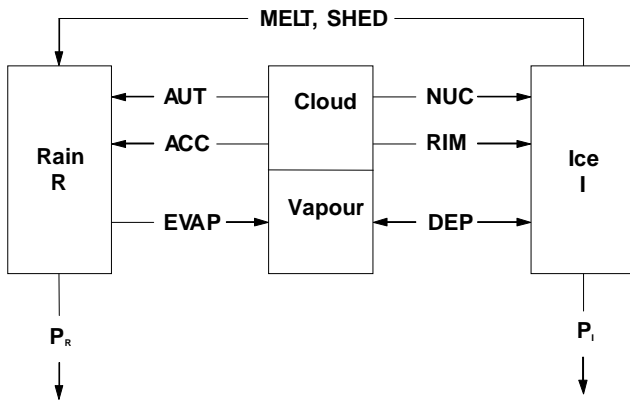 MELT, SHED
AUT
Cloud
NUC
ACC
RIM
Rain
R
Ice
I
Vapour
EVAP
DEP
PR
PI